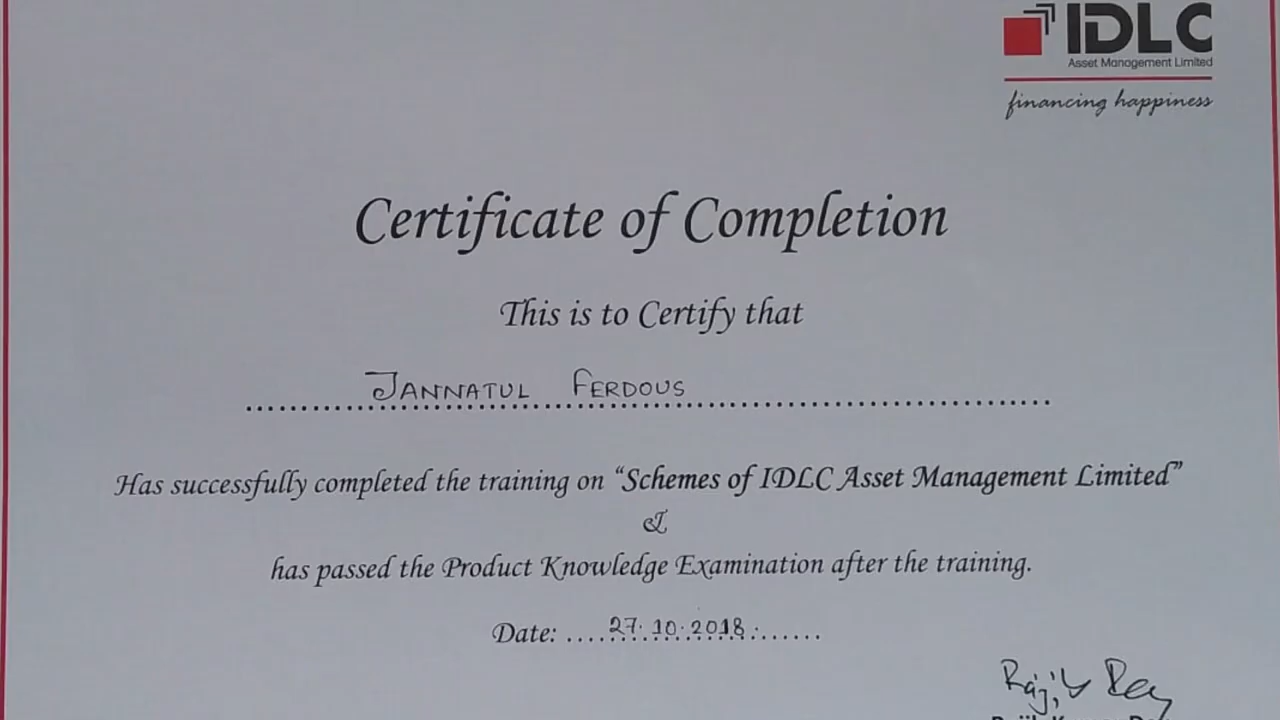 IDLC
Asset Management Limited
financing happiness
Certificate of Completion
This is to Certify that
JANNATUL FERDOUS
Has successfully completed the training on “Schemes of IDLC Asset Management Limited”
&
has passed the Product Knowledge Examination after the training.
Date: ....27.10.2018.......